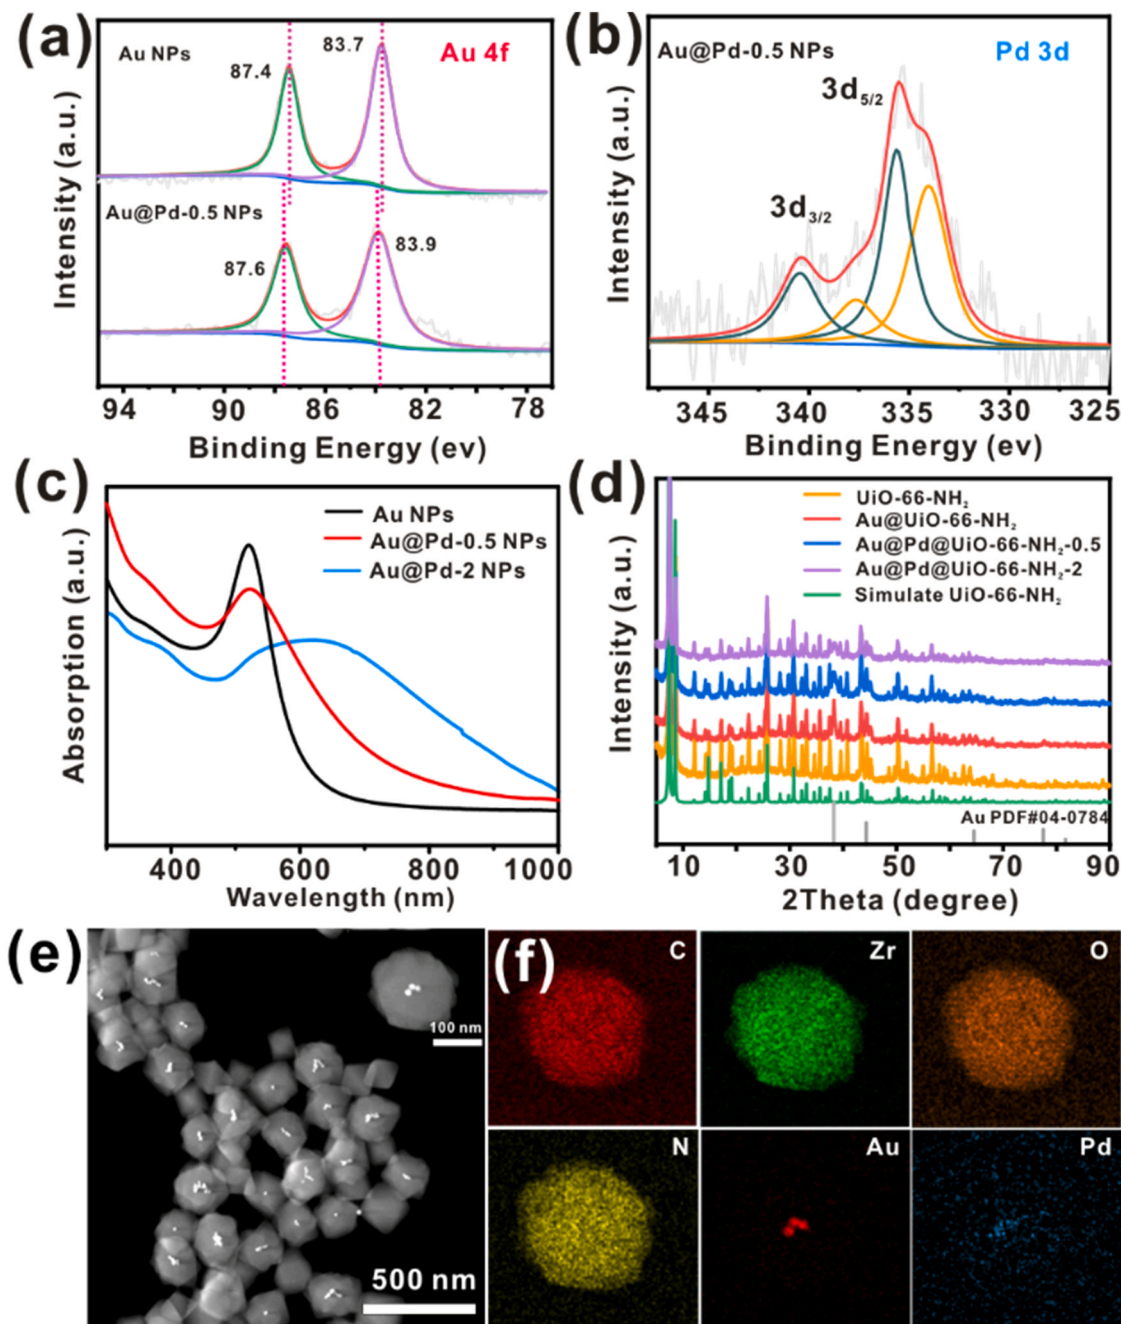 (a)
Au NPs
83.7
Au 4f
87.4
Au@Pd-0.5 NPs
87.6
83.9
Intensity (a.u.)
94 90 86 82 78
Binding Energy (ev)
(b)
Au@Pd-0.5 NPs
Pd 3d
3d5/2
3d3/2
Intensity (a.u.)
345 340 334 330 325
Binding Energy (ev)
(c)
Au NPs
Au@Pd-0.5 NPs
Au@Pd-2 NPs
Absorption (a.u.)
400 600 800 1000
Wavelength (nm)
(d)
UiO-66-NH2
Au@UiO-66-NH2
Au@Pd@UiO-66-NH2-0.5
Au@Pd@UiO-66-NH2-2
Simulate UiO-66-NH2
Intensity (a.u.)
Au PDF#04-0784
10 30 50 70 90
2Theta (degree)
(e)
100 nm
500 nm
(f)
C
Zr
O
N
Au
Pd